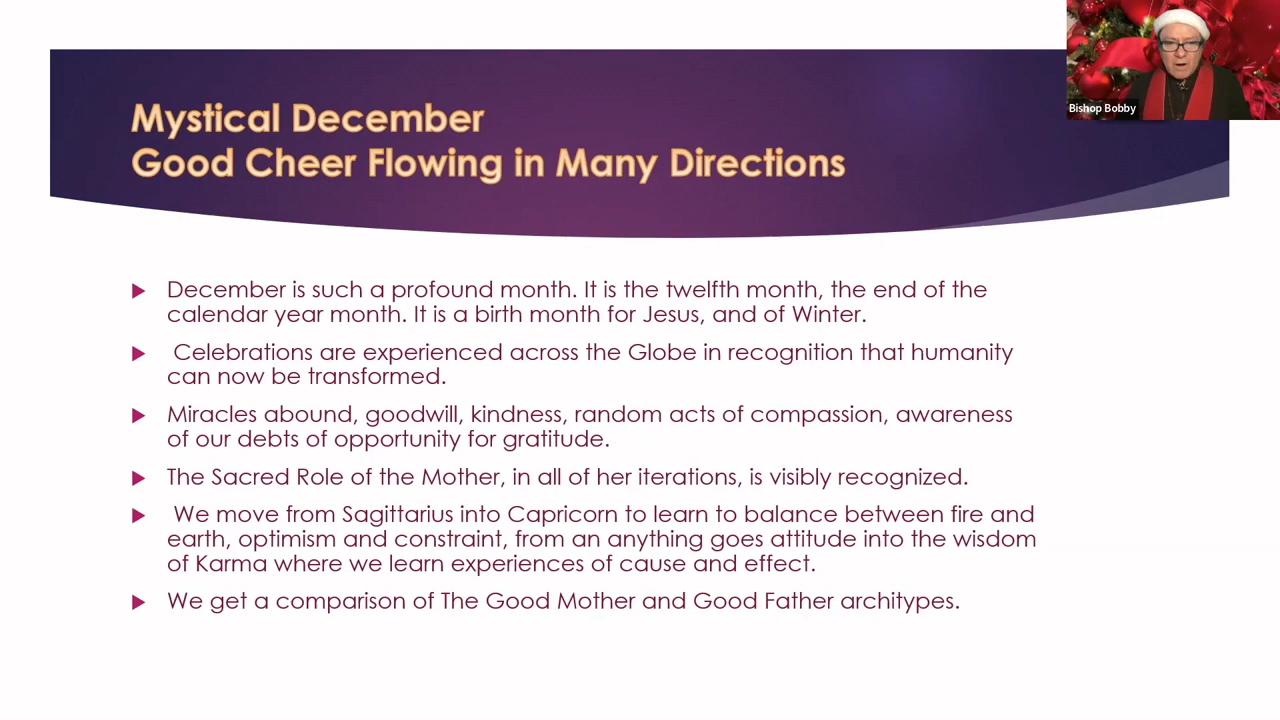 Mystical December
Good Cheer Flowing in Many Directions
Bishop Bobby
December is such a profound month. It is the twelfth month, the end of the
calendar year month. It is a birth month for Jesus, and of Winter.
Celebrations are experienced across the Globe in recognition that humanity
can now be transformed.
Miracles abound, goodwill, kindness, random acts of compassion, awareness
of our debts of opportunity for gratitude.
The Sacred Role of the Mother, in all of her iterations, is visibly recognized.
We move from Sagittarius into Capricorn to learn to balance between fire and
earth, optimism and constraint, from an anything goes attitude into the wisdom
of Karma where we learn experiences of cause and effect.
We get a comparison of The Good Mother and Good Father architypes.